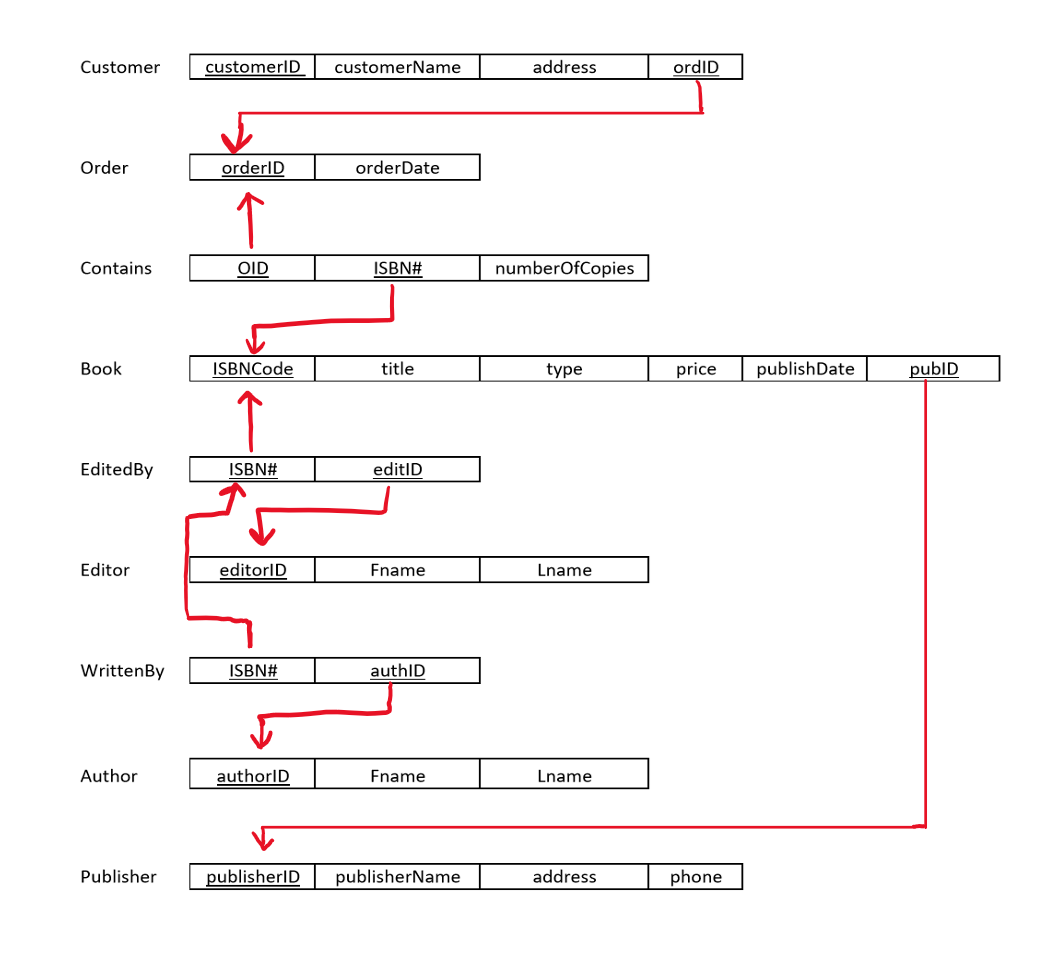 Customer customerID customerName address ordID
Order orderID orderDate
Contains OID ISBN# numberOfCopies
Book ISBNCode title type price publishDate pubID
EditedBy ISBN# editID
Editor editorID Fname Lname
WrittenBy ISBN# authID
Author authorID Fname Lname
Publisher publisherID publisherName address phone